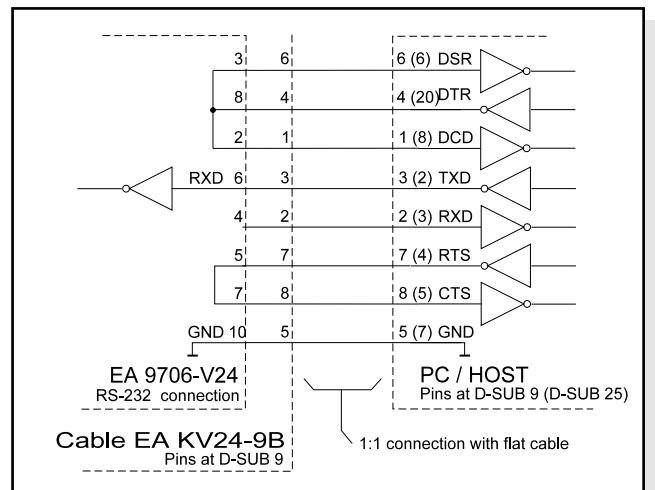 3 6 6 (6) DSR
8 4 4 (20) DTR
2 1 1 (8) DCD
RXD 6 3 3 (2) TXD
4 2 2 (3) RXD
5 7 7 (4) RTS
7 8 8 (5) CTS
GND 10 5 5 (7) GND
EA 9706-V24
RS-232 connection
PC / HOST
Pins at D-SUB 9 (D-SUB 25)
Cable EA KV24-9B
Pins at D-SUB 9
1:1 connection with flat cable